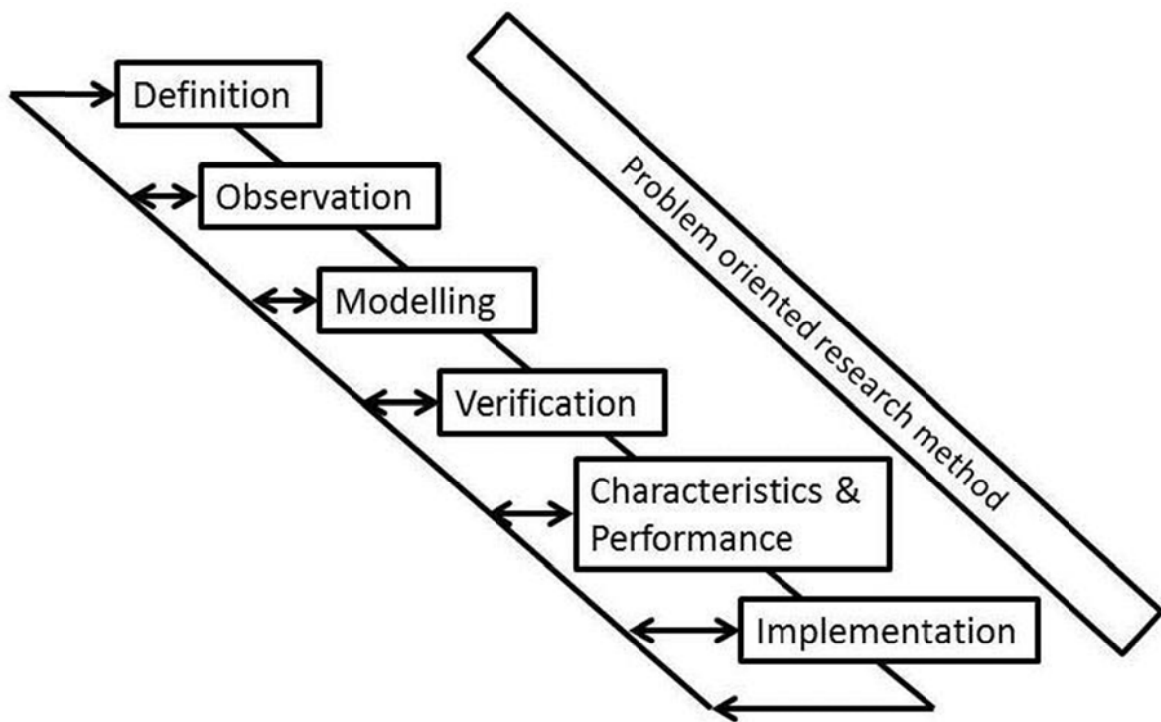 Definition
Observation
Modelling
Verification
Characteristics &
Performance
Implementation
Problem oriented research method